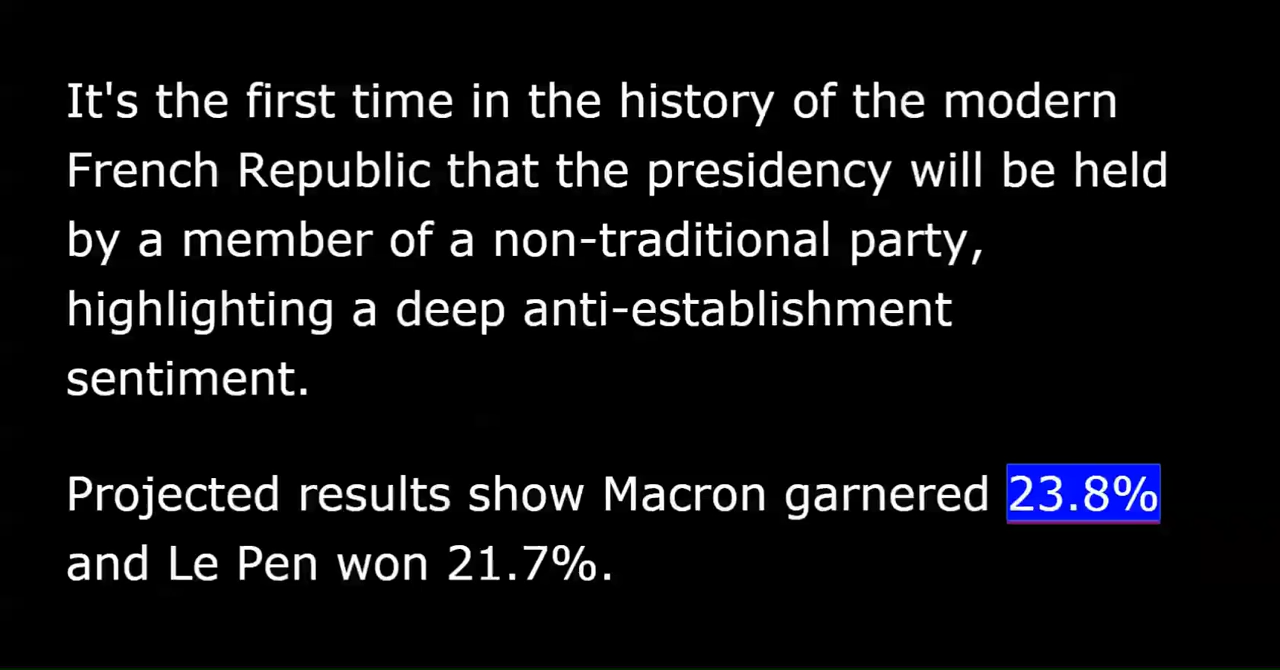 It's the first time in the history of the modern
French Republic that the presidency will be held
by a member of a non-traditional party,
highlighting a deep anti-establishment
sentiment.
Projected results show Macron garnered 23.8%
and Le Pen won 21.7%.